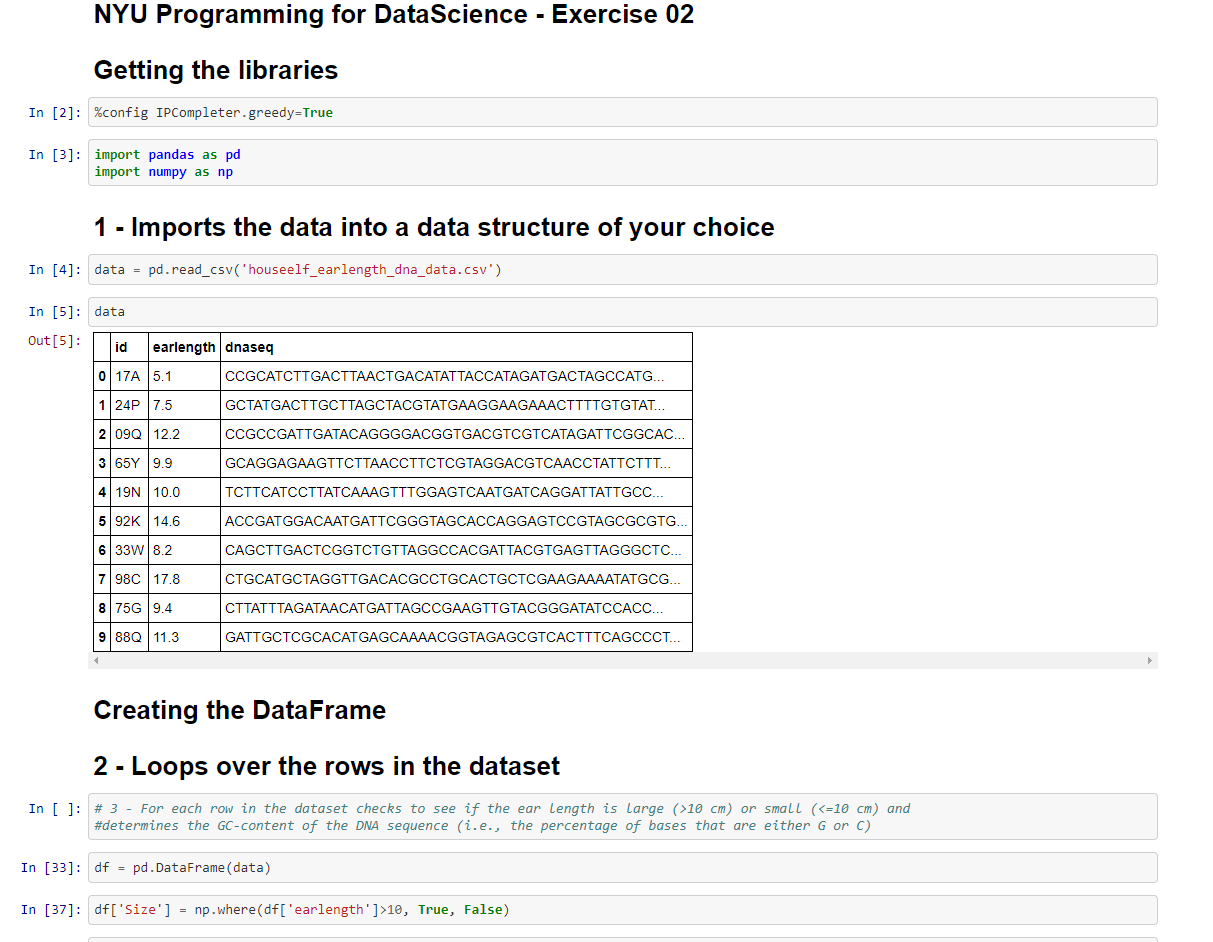 NYU Programming for DataScience - Exercise 02
Getting the libraries
In [2]: %config IPCompleter.greedy=True
In [3]: import pandas as pd
import numpy as np
1 - Imports the data into a data structure of your choice
In [4]: data = pd.read_csv('houseelf_earlength_dna_data.csv')
In [5]: data
Out[5]:
id earlength dnaseq
0 17A 5.1 CCGCATCTTGACTTAACTGACATATTACCATAGATGACTAGCCATG...
1 24P 7.5 GCTATGACTTGCTTAGCTACGTATGAAGGAAGAAACTTTTGTGTAT...
2 09Q 12.2 CCGCCGATTGATACAGGGGACGGTGACGTCGTCATAGATTCGGCAC...
3 65Y 9.9 GCAGGAGAAGTTCTTAACCTTCTCGTAGGACGTCAACCTATTCTTT...
4 19N 10.0 TCTTCATCCTTATCAAAGTTTGGAGTCAATGATCAGGATTATTGCC...
5 92K 14.6 ACCGATGGACAATGATTCGGGTAGCACCAGGAGTCCGTAGCGCGTG...
6 33W 8.2 CAGCTTGACTCGGTCTGTTAGGCCACGATTACGTGAGTTAGGGCTC...
7 98C 17.8 CTGCATGCTAGGTTGACACGCCTGCACTGCTCGAAGAAAATATGCG...
8 75G 9.4 CTTATTTAGATAACATGATTAGCCGAAGTTGTACGGGATATCCACC...
9 88Q 11.3 GATTGCTCGCACATGAGCAAAACGGTAGAGCGTCACTTTCAGCCCT...
Creating the DataFrame
2 - Loops over the rows in the dataset
In [ ]: # 3 - For each row in the dataset checks to see if the ear length is large (>10 cm) or small (<=10 cm) and
#determines the GC-content of the DNA sequence (i.e., the percentage of bases that are either G or C)
In [33]: df = pd.DataFrame(data)
In [37]: df['Size'] = np.where(df['earlength']>10, True, False)